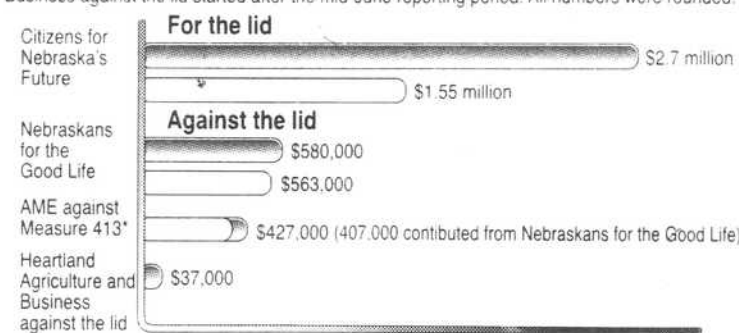 Business against the lid started after the mid-June reporting period. All numbers were rounded.
For the lid
Citizens for
Nebraska's
Future
$2.7 million
$1.55 million
Against the lid
Nebraskans
for the
Good Life
$580,000
$563,000
AME against
Measure 413*
$427,000 (407,000 contibuted from Nebraskans for the Good Life)
Heartland
Agriculture and
Business
against the lid
$37,000